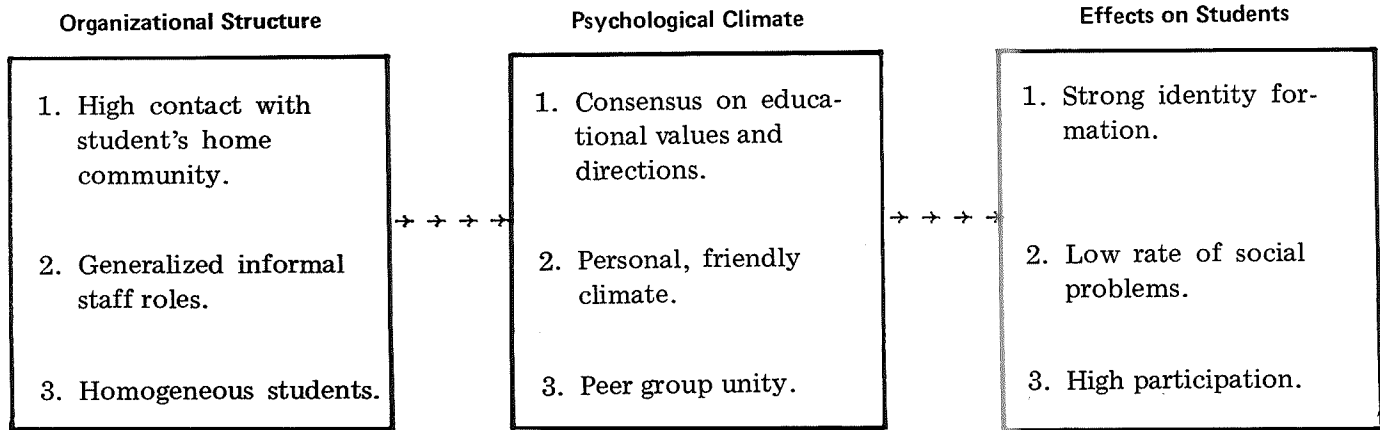 Organizational Structure
Psychological Climate
Effects on Students
1. High contact with
student's home
community.
2. Generalized informal
staff roles.
3. Homogeneous students.
1. Consensus on educa-
tional values and
directions.
2. Personal, friendly
climate.
3. Peer group unity.
1. Strong identity for-
mation.
2. Low rate of social
problems.
3. High participation.